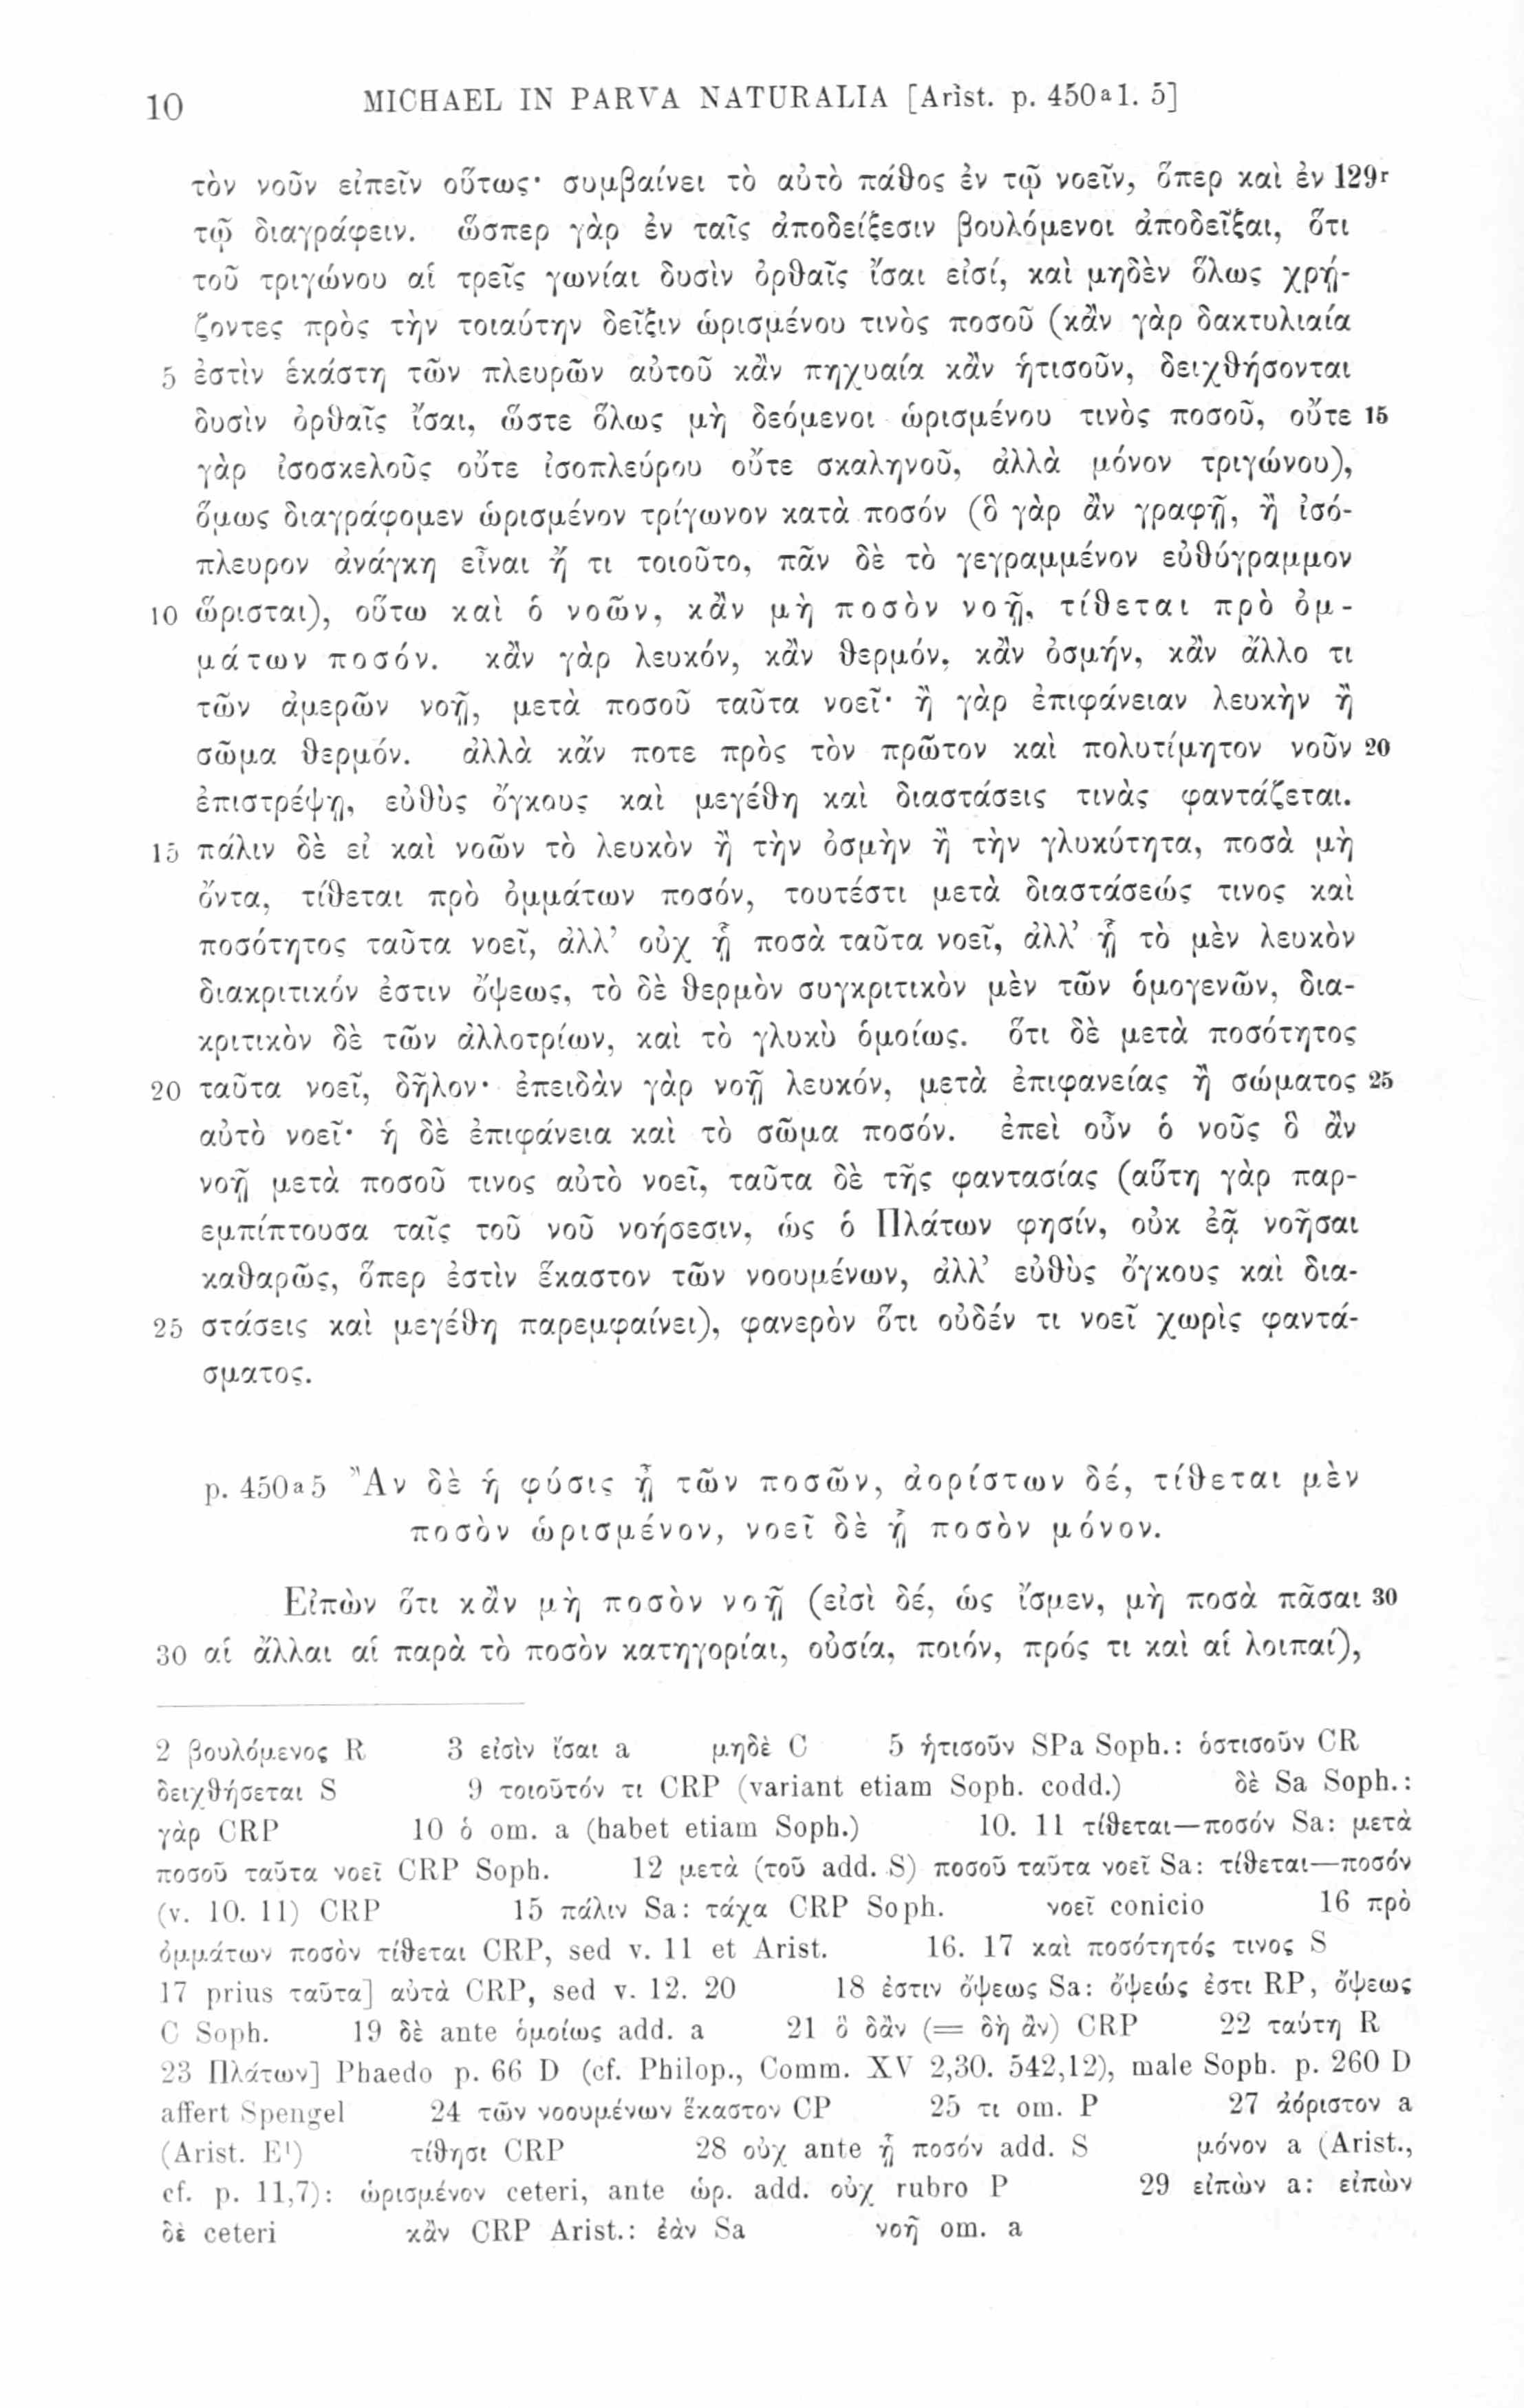 10 MICHAEL IN PARVA NATURALIA [Arist. p. 450a1. 5]
τὸν νοῦν εἰπεῖν οὕτως· συμβαίνει τὸ αὐτὸ πάθος ἐν τῷ νοεῖν, ὅπερ καὶ ἐν 129r
τῷ διαγράφειν. ὥσπερ γὰρ ἐν ταῖς ἀποδείξεσιν βουλόμενοι ἀποδεῖξαι, ὅτι
τοῦ τριγώνου αἱ τρεῖς γωνίαι δυσὶν ὀρθαῖς ἴσαι εἰσί, καὶ μηδὲν ὅλως χρῄ-
ζοντες πρὸς τὴν τοιαύτην δεῖξιν ὡρισμένου τινὸς ποσοῦ (κἂν γὰρ δακτυλιαία
5 ἐστὶν ἑκάστη τῶν πλευρῶν αὐτοῦ κἂν πηχυαία κἂν ἡτισοῦν, δειχθήσονται
δυσὶν ὀρθαῖς ἴσαι, ὥστε ὅλως μὴ δεόμενοι ὡρισμένου τινὸς ποσοῦ, οὔτε 15
γὰρ ἰσοσκελοῦς οὔτε ἰσοπλεύρου οὔτε σκαληνοῦ, ἀλλὰ μόνον τριγώνου),
ὅμως διαγράφομεν ὡρισμένον τρίγωνον κατὰ ποσόν (ὃ γὰρ ἂν γραφῇ, ἢ ἰσό-
πλευρον ἀνάγκη εἶναι ἤ τι τοιοῦτο, πᾶν δὲ τὸ γεγραμμένον εὐθύγραμμον
10 ὥρισται), οὕτω καὶ ὁ νοῶν, κἂν μὴ ποσὸν νοῇ, τίθεται πρὸ ὀμ-
μάτων ποσόν. κἂν γὰρ λευκόν, κἂν θερμόν, κἂν ὀσμήν, κἂν ἄλλο τι
τῶν ἀμερῶν νοῇ, μετὰ ποσοῦ ταῦτα νοεῖ· ἢ γὰρ ἐπιφάνειαν λευκὴν ἢ
σῶμα θερμόν. ἀλλὰ κἄν ποτε πρὸς τὸν πρῶτον καὶ πολυτίμητον νοῦν 20
ἐπιστρέψῃ, εὐθὺς ὄγκους καὶ μεγέθη καὶ διαστάσεις τινὰς φαντάζεται.
15 πάλιν δὲ εἰ καὶ νοῶν τὸ λευκὸν ἢ τὴν ὀσμὴν ἢ τὴν γλυκύτητα, ποσὰ μὴ
ὄντα, τίθεται πρὸ ὀμμάτων ποσόν, τουτέστι μετὰ διαστάσεώς τινος καὶ
ποσότητος ταῦτα νοεῖ, ἀλλ’ οὐχ ᾗ ποσὰ ταῦτα νοεῖ, ἀλλ’ ᾗ τὸ μὲν λευκὸν
διακριτικόν ἐστιν ὄψεως, τὸ δὲ θερμὸν συγκριτικὸν μὲν τῶν ὁμογενῶν, δια-
κριτικὸν δὲ τῶν ἀλλοτρίων, καὶ τὸ γλυκὺ ὁμοίως. ὅτι δὲ μετὰ ποσότητος
20 ταῦτα νοεῖ, δῆλον· ἐπειδὰν γὰρ νοῇ λευκόν, μετὰ ἐπιφανείας ἢ σώματος 25
αὐτὸ νοεῖ· ἡ δὲ ἐπιφάνεια καὶ τὸ σῶμα ποσόν. ἐπεὶ οὖν ὁ νοῦς ὃ ἂν
νοῇ μετὰ ποσοῦ τινος αὐτὸ νοεῖ, ταῦτα δὲ τῆς φαντασίας (αὕτη γὰρ παρ-
εμπίπτουσα ταῖς τοῦ νοῦ νοήσεσιν, ὡς ὁ Πλάτων φησίν, οὐκ ἐᾷ νοῆσαι
καθαρῶς, ὅπερ ἐστὶν ἕκαστον τῶν νοουμένων, ἀλλ’ εὐθὺς ὄγκους καὶ δια-
25 στάσεις καὶ μεγέθη παρεμφαίνει), φανερὸν ὅτι οὐδέν τι νοεῖ χωρὶς φαντά-
σματος.
p. 450a5 Ἂν δὲ ἡ φύσις ᾖ τῶν ποσῶν, ἀορίστων δέ, τίθεται μὲν
ποσὸν ὡρισμένον, νοεῖ δὲ ᾗ ποσὸν μόνον.
Εἰπὼν ὅτι κἂν μὴ ποσὸν νοῇ (εἰσὶ δέ, ὡς ἴσμεν, μὴ ποσὰ πᾶσαι 30
30 αἱ ἄλλαι αἱ παρὰ τὸ ποσὸν κατηγορίαι, οὐσία, ποιόν, πρός τι καὶ αἱ λοιπαί),
2 βουλόμενος R 3 εἰσὶν ἴσαι a μηδὲ C 5 ἡτισοῦν SPa Soph.: ὁστισοῦν CR
δειχθήσεται S 9 τοιοῦτόν τι CRP (variant etiam Soph. codd.) δὲ Sa Soph.:
γὰρ CRP 10 ὁ om. a (habet etiam Soph.) 10. 11 τίθεται—ποσόν Sa: μετὰ
ποσοῦ ταῦτα νοεῖ CRP Soph. 12 μετὰ (τοῦ add. S) ποσοῦ ταῦτα νοεῖ Sa: τίθεται—ποσόν
(v. 10. 11) CRP 15 πάλιν Sa: τάχα CRP Soph. νοεῖ conicio 16 πρὸ
ὀμμάτων ποσὸν τίθεται CRP, sed v. 11 et Arist. 16. 17 καὶ ποσότητός τινος S
17 prius ταῦτα] αὐτὰ CRP, sed v. 12. 20 18 ἐστιν ὄψεως Sa: ὄψεώς ἐστι RP, ὄψεως
C Soph. 19 δὲ ante ὁμοίως add. a 21 ὃ δἂν (= δὴ ἂν) CRP 22 ταύτη R
23 Πλάτων] Phaedo p. 66 D (cf. Philop., Comm. XV 2,30. 542,12), male Soph. p. 260 D
affert Spengel 24 τῶν νοουμένων ἕκαστον CP 25 τι om. P 27 ἀόριστον a
(Arist. E¹) τίθησι CRP 28 οὐχ ante ᾗ ποσόν add. S μόνον a (Arist.,
cf. p. 11,7): ὡρισμένον ceteri, ante ὡρ. add. οὐχ rubro P 29 εἰπὼν a: εἰπὼν
δὲ ceteri κἂν CRP Arist.: ἐὰν Sa νοῇ om. a